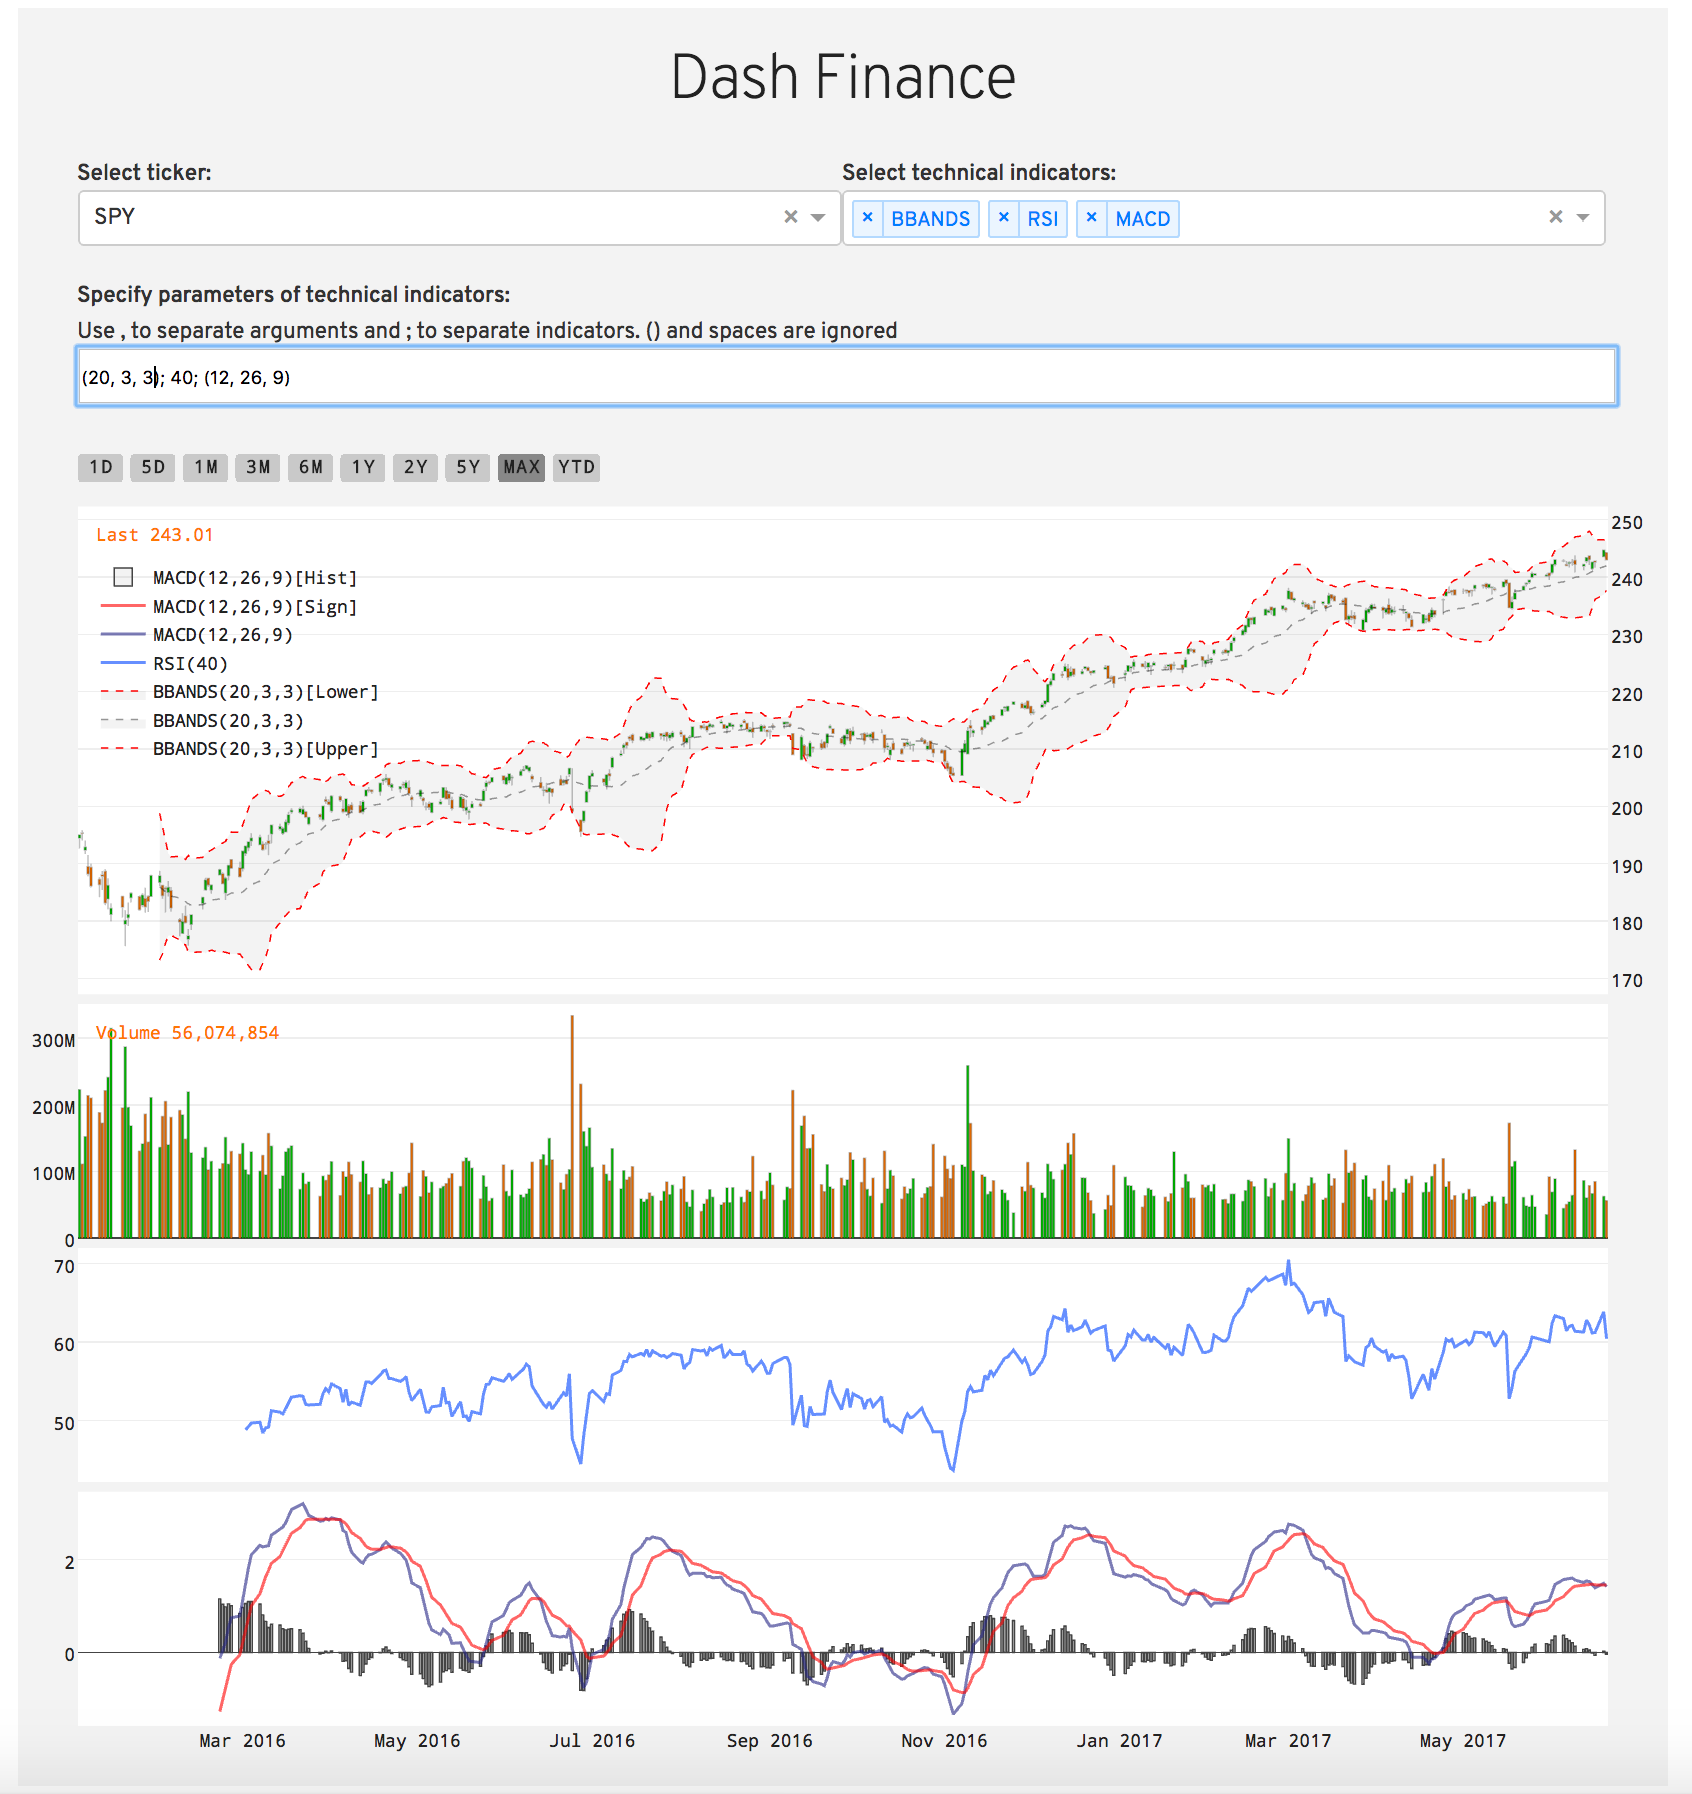 Dash Finance
Select ticker:
Select technical indicators:
SPY × 
× BBANDS × RSI × MACD ×
Specify parameters of technical indicators:
Use , to separate arguments and ; to separate indicators. () and spaces are ignored
(20, 3, 3); 40; (12, 26, 9)
1D 5D 1M 3M 6M 1Y 2Y 5Y MAX YTD
Last 243.01
MACD(12,26,9)[Hist]
MACD(12,26,9)[Sign]
MACD(12,26,9)
RSI(40)
BBANDS(20,3,3)[Lower]
BBANDS(20,3,3)
BBANDS(20,3,3)[Upper]
250
240
230
220
210
200
190
180
170
Volume 56,074,854
300M
200M
100M
0
70
60
50
2
0
Mar 2016 May 2016 Jul 2016 Sep 2016 Nov 2016 Jan 2017 Mar 2017 May 2017